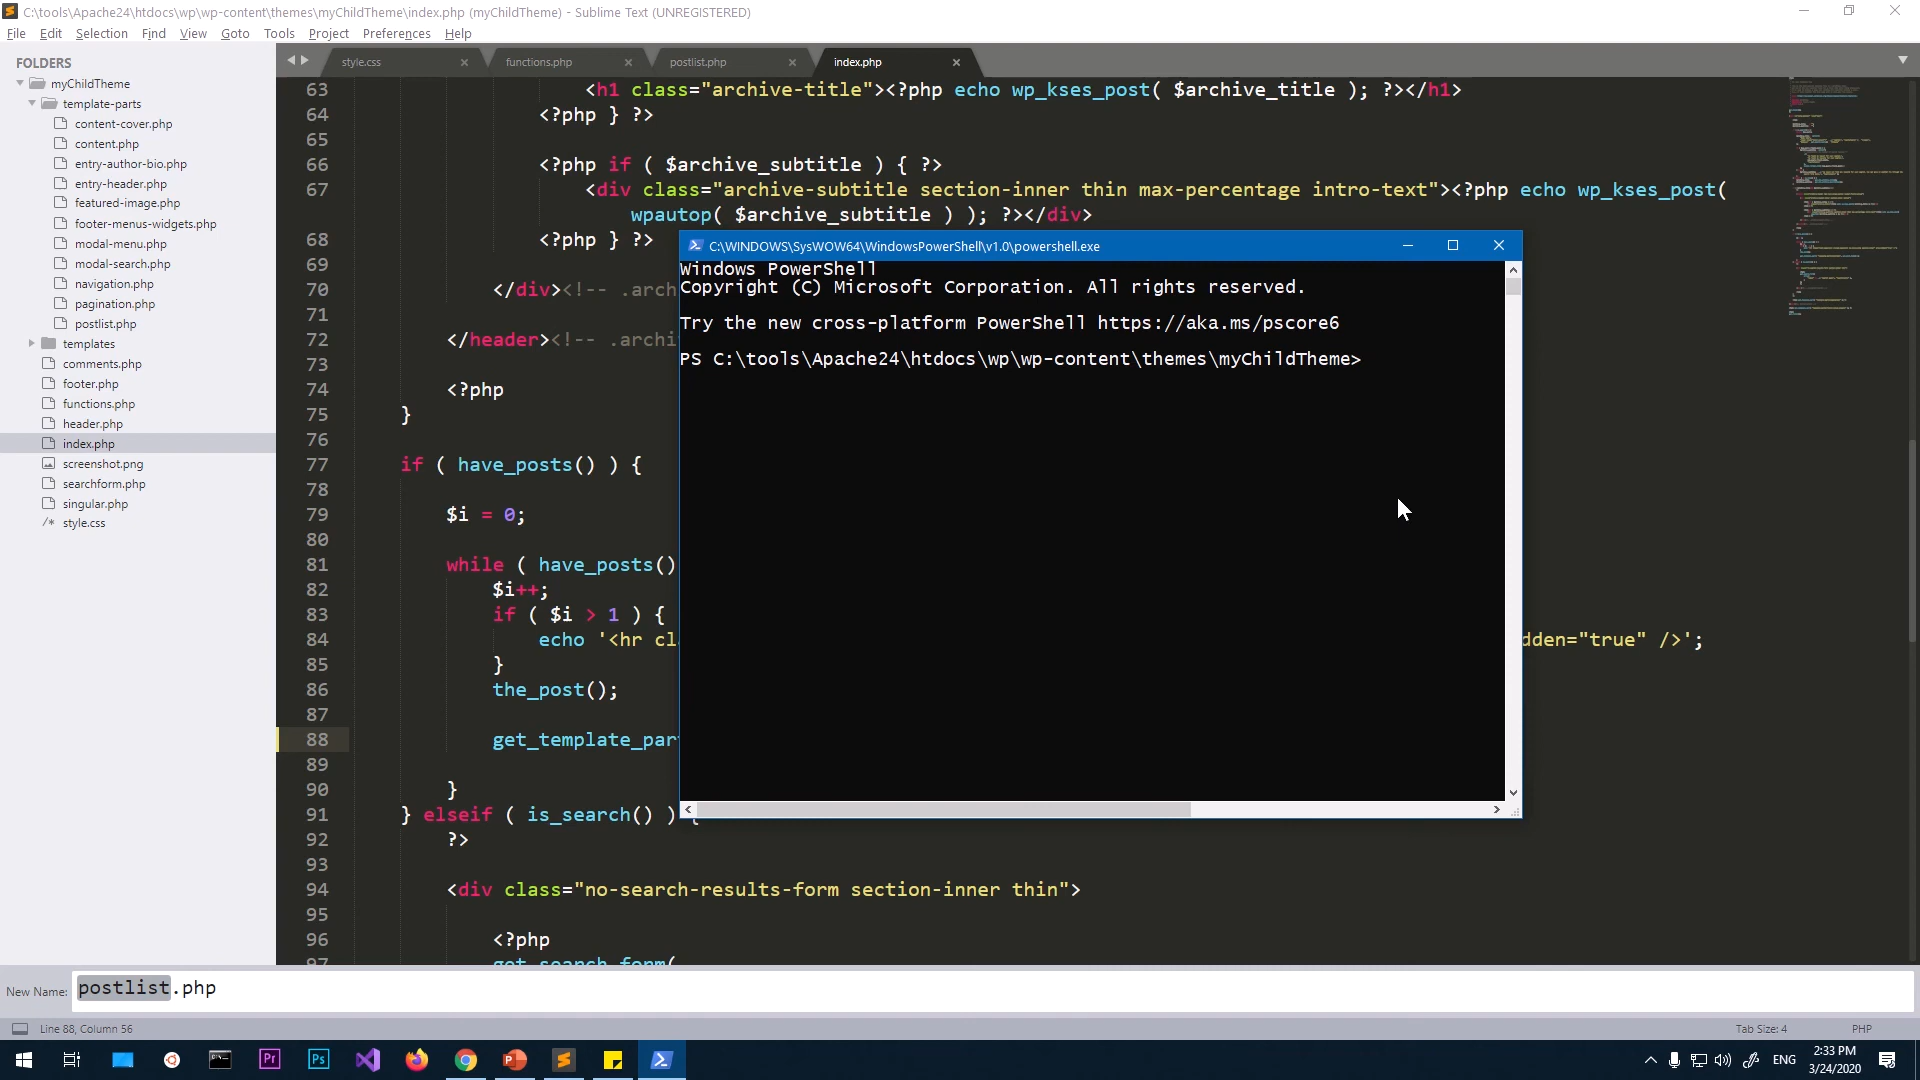 C:\tools\Apache24\htdocs\wp\wp-content\themes\myChildTheme\index.php (myChildTheme) - Sublime Text (UNREGISTERED)
File Edit Selection Find View Goto Tools Project Preferences Help
FOLDERS
myChildTheme
template-parts
content-cover.php
content.php
entry-author-bio.php
entry-header.php
featured-image.php
footer-menus-widgets.php
modal-menu.php
modal-search.php
navigation.php
pagination.php
postlist.php
templates
comments.php
footer.php
functions.php
header.php
index.php
screenshot.png
searchform.php
singular.php
/* style.css
style.css functions.php postlist.php index.php
63 <h1 class="archive-title"><?php echo wp_kses_post( $archive_title ); ?></h1>
64 <?php } ?>
65
66 <?php if ( $archive_subtitle ) { ?>
67 <div class="archive-subtitle section-inner thin max-percentage intro-text"><?php echo wp_kses_post(
wpautop( $archive_subtitle ) ); ?></div>
68 <?php } ?>
69
70 </div><!-- .arch
71
72 </header><!-- .archi
73
74 <?php
75 }
76
77 if ( have_posts() ) {
78
79 $i = 0;
80
81 while ( have_posts()
82 $i++;
83 if ( $i > 1 ) {
84 echo '<hr cl dden="true" />';
85 }
86 the_post();
87
88 get_template_par
89
90 }
91 } elseif ( is_search() ) {
92 ?>
93
94 <div class="no-search-results-form section-inner thin">
95
96 <?php
97 get_search_form(
C:\WINDOWS\SysWOW64\WindowsPowerShell\v1.0\powershell.exe
Windows PowerShell
Copyright (C) Microsoft Corporation. All rights reserved.
Try the new cross-platform PowerShell https://aka.ms/pscore6
PS C:\tools\Apache24\htdocs\wp\wp-content\themes\myChildTheme>
New Name: postlist.php
Line 88, Column 56 Tab Size: 4 PHP
Pr Ps ENG 2:33 PM
3/24/2020